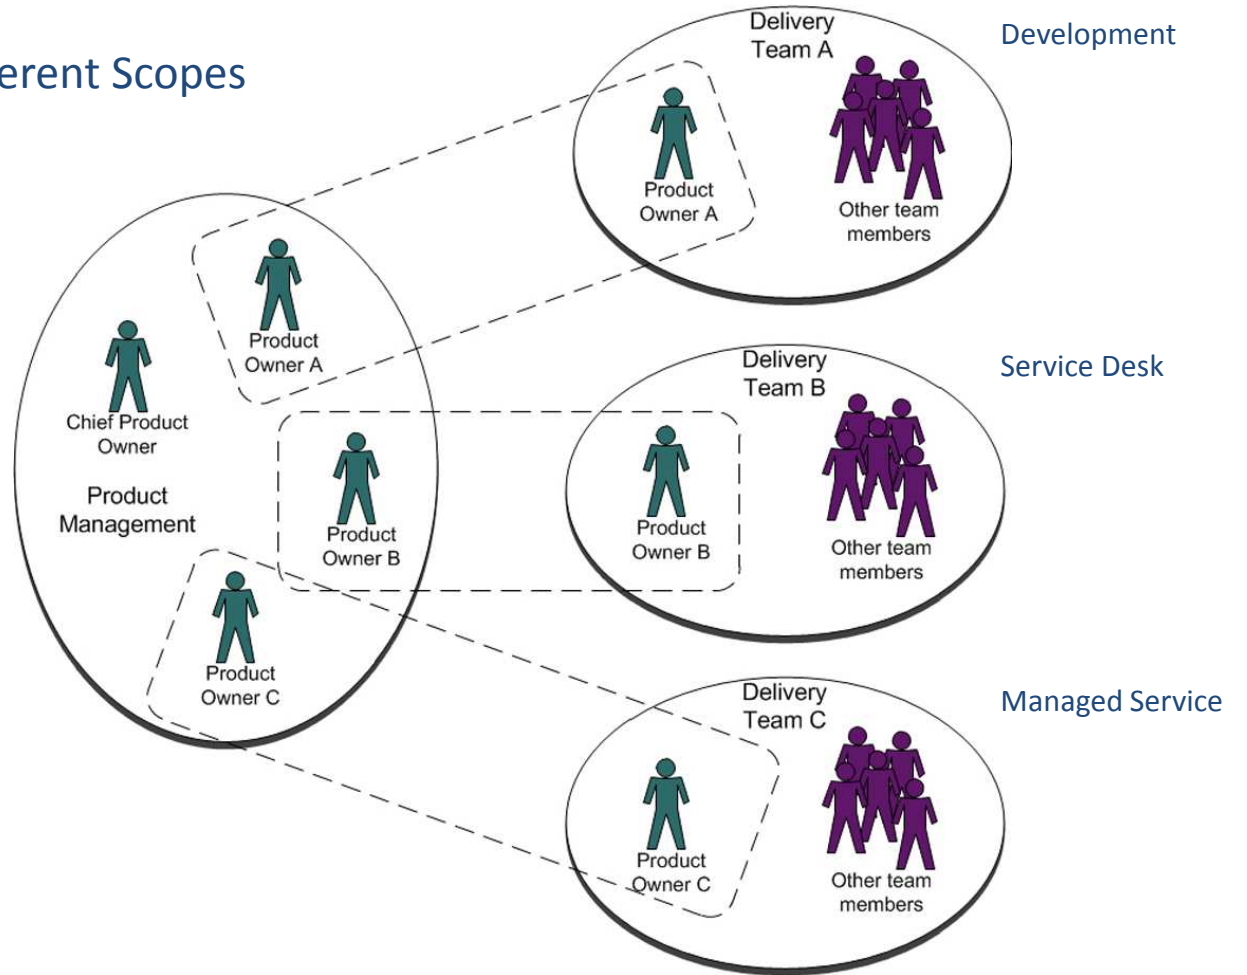 erent Scopes
Delivery
Team A
Development
Product
Owner A
Other team
members
Product
Owner A
Chief Product
Owner
Product
Management
Product
Owner B
Product
Owner C
Delivery
Team B
Service Desk
Product
Owner B
Other team
members
Delivery
Team C
Managed Service
Product
Owner C
Other team
members